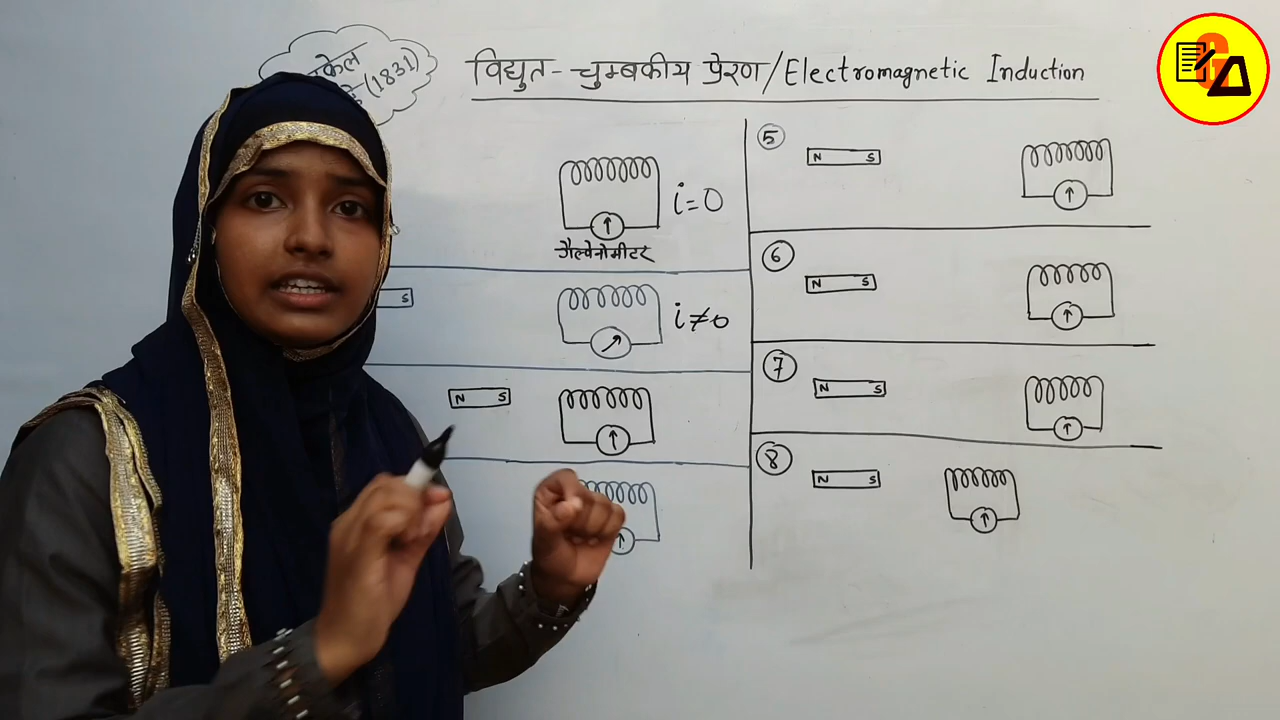 (1831)
विद्युत - चुम्बकीय प्रेरण / Electromagnetic Induction
i = 0
गैल्वेनोमीटर
S
i ≠ 0
N S
5
N S
6
N S
7
N S
8
N S